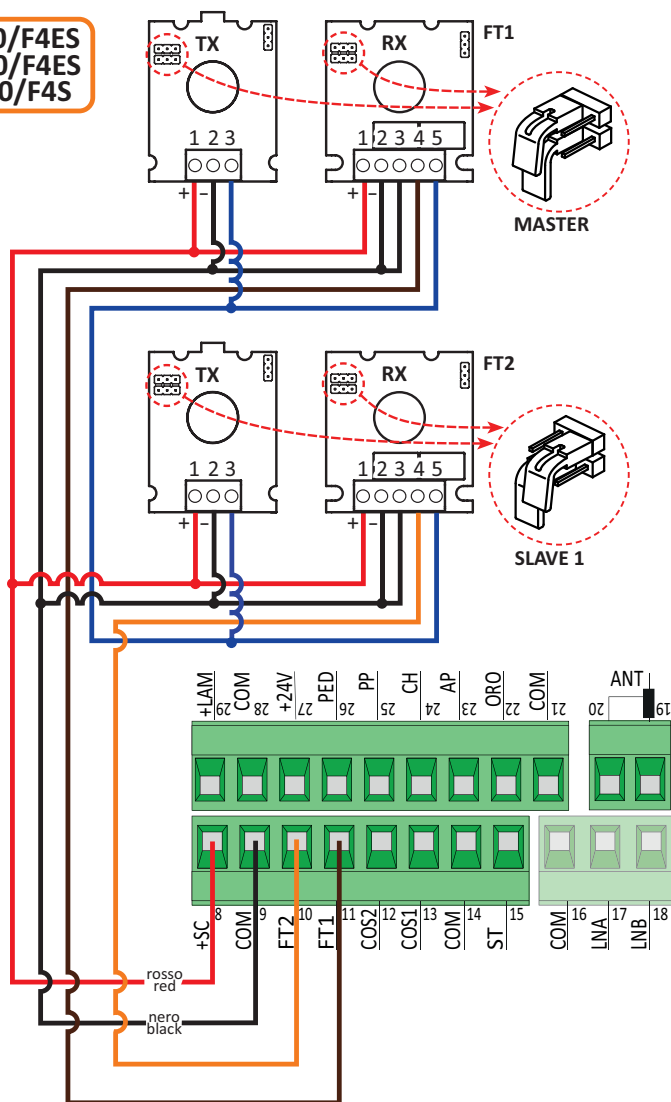 0/F4ES
0/F4ES
0/F4S
TX
RX
FT1
1 2 3
1 2 3 4 5
+ –
+
MASTER
TX
RX
FT2
1 2 3
1 2 3 4 5
+ –
+
SLAVE 1
+LAM COM +24V PED PP CH AP ORO COM ANT
29 28 27 26 25 24 23 22 21 20 19
8 9 10 11 12 13 14 15 16 17 18
+SC COM FT2 FT1 COS2 COS1 COM ST COM LNA LNB
rosso
red
nero
black